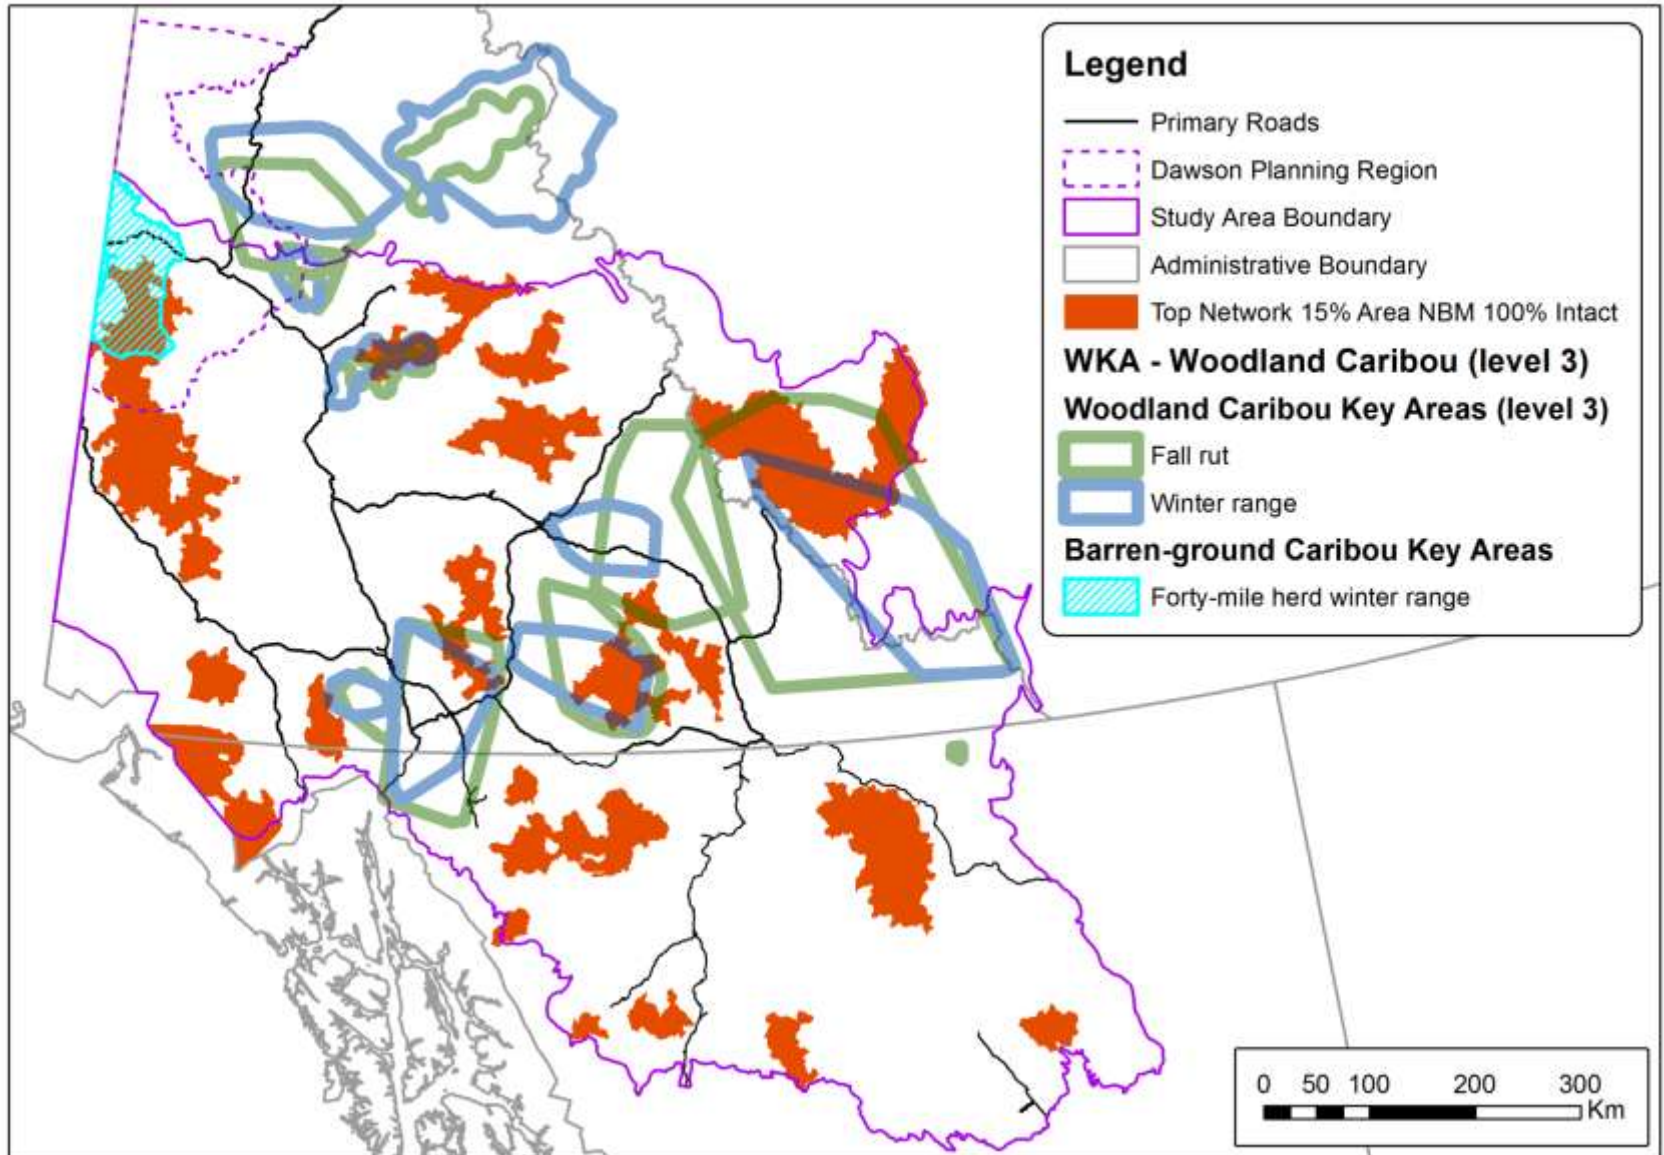 Legend
Primary Roads
Dawson Planning Region
Study Area Boundary
Administrative Boundary
Top Network 15% Area NBM 100% Intact
WKA - Woodland Caribou (level 3)
Woodland Caribou Key Areas (level 3)
Fall rut
Winter range
Barren-ground Caribou Key Areas
Forty-mile herd winter range
0 50 100 200 300
Km